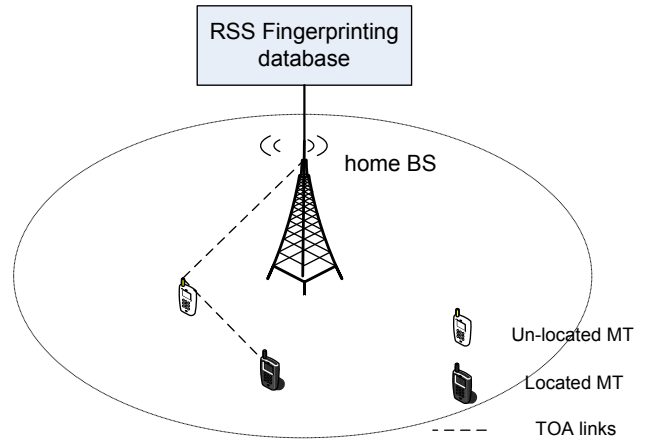 RSS Fingerprinting
database
home BS
Un-located MT
Located MT
TOA links